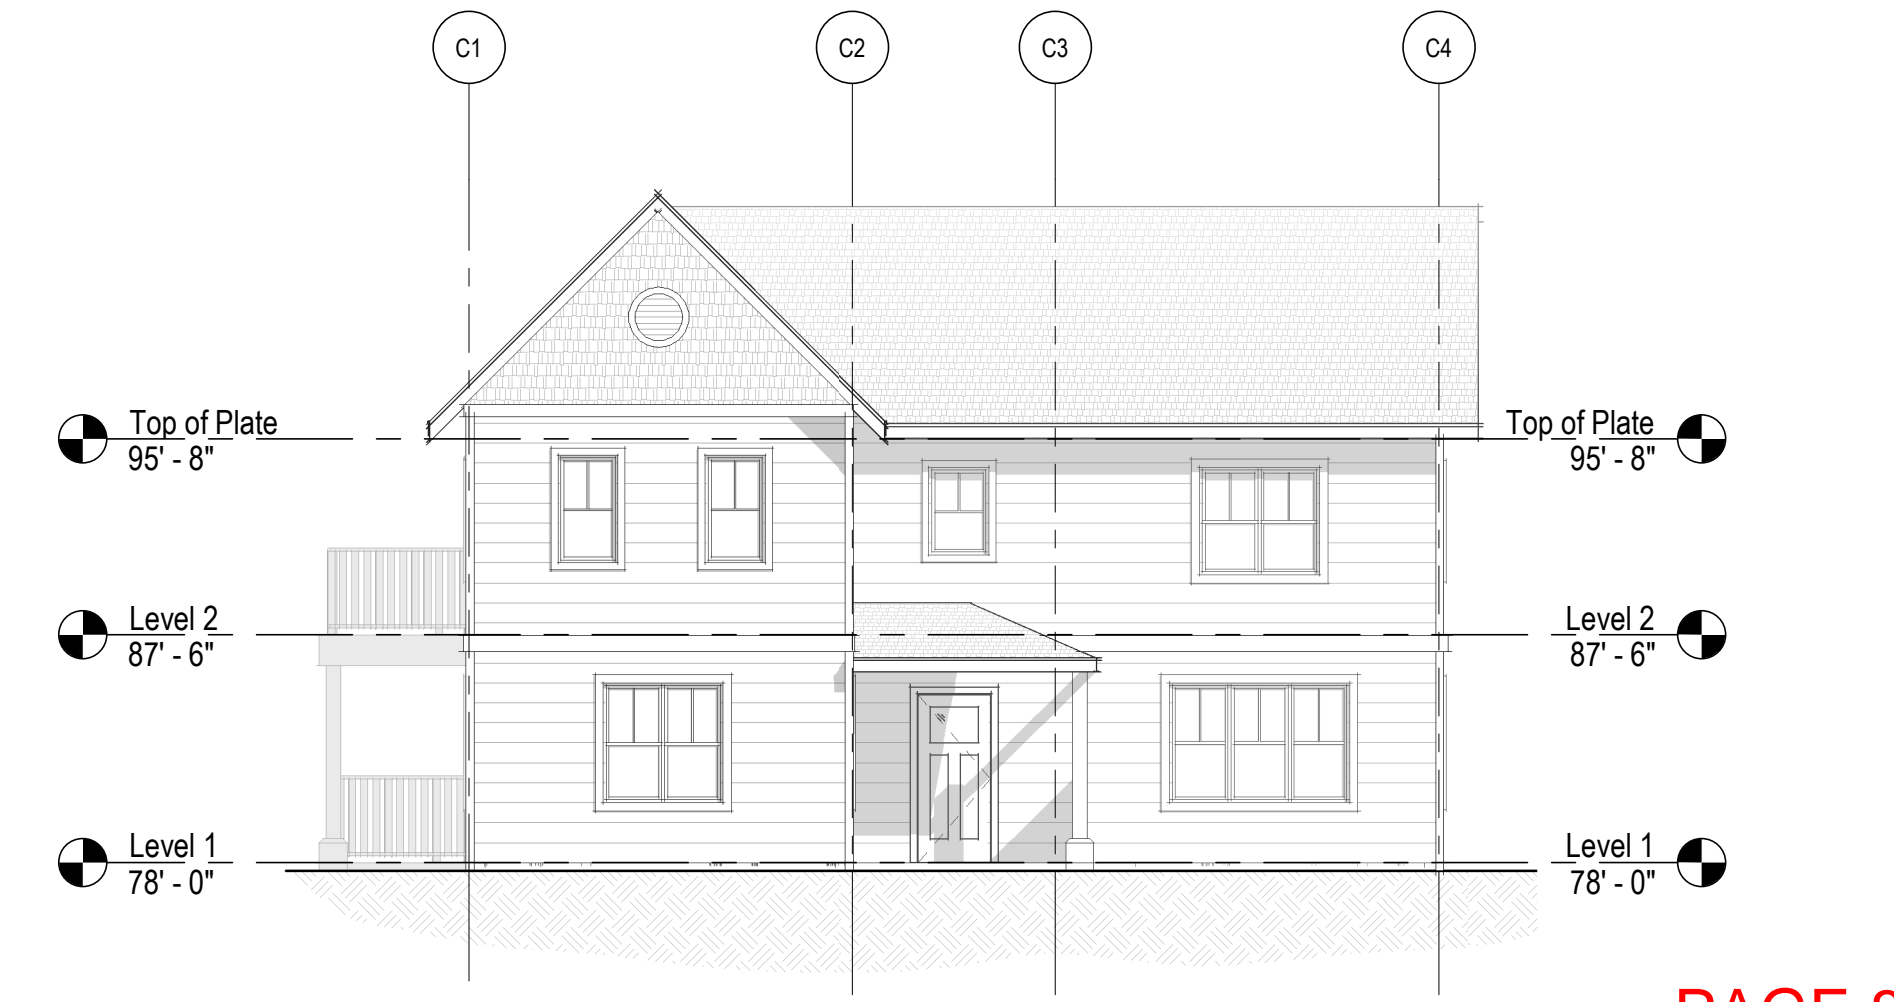 C1 C2 C3 C4
Top of Plate Top of Plate
95' - 8" 95' - 8"
Level 2 Level 2
87' - 6" 87' - 6"
Level 1 Level 1
78' - 0" 78' - 0"
PAGE